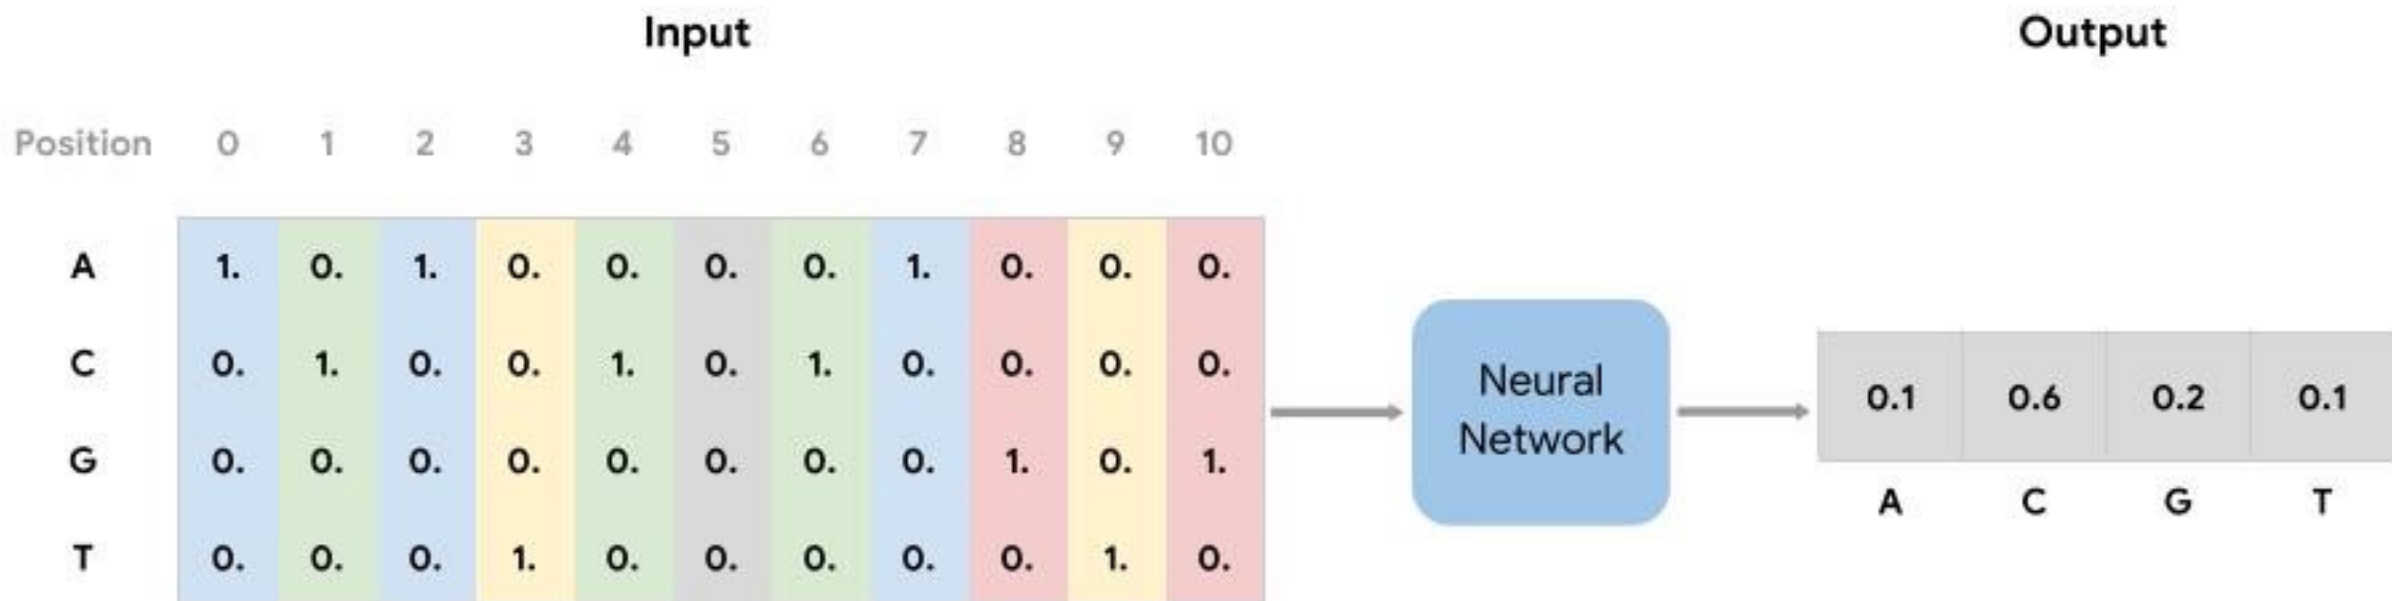 Input Output
Position 0 1 2 3 4 5 6 7 8 9 10
A 1. 0. 1. 0. 0. 0. 0. 1. 0. 0. 0.
C 0. 1. 0. 0. 1. 0. 1. 0. 0. 0. 0.
G 0. 0. 0. 0. 0. 0. 0. 0. 1. 0. 1.
T 0. 0. 0. 1. 0. 0. 0. 0. 0. 1. 0.
Neural
Network
0.1 0.6 0.2 0.1
A C G T